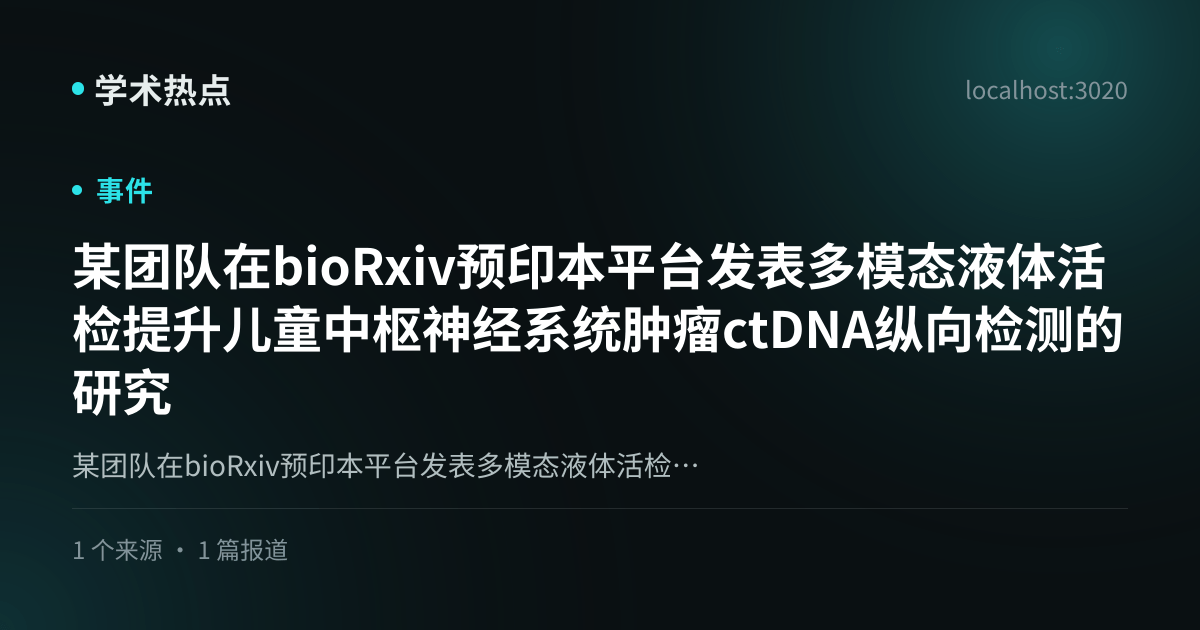 学术热点
localhost:3020
事件
某团队在bioRxiv预印本平台发表多模态液体活
检提升儿童中枢神经系统肿瘤ctDNA纵向检测的
研究
某团队在bioRxiv预印本平台发表多模态液体活检…
1 个来源 · 1 篇报道